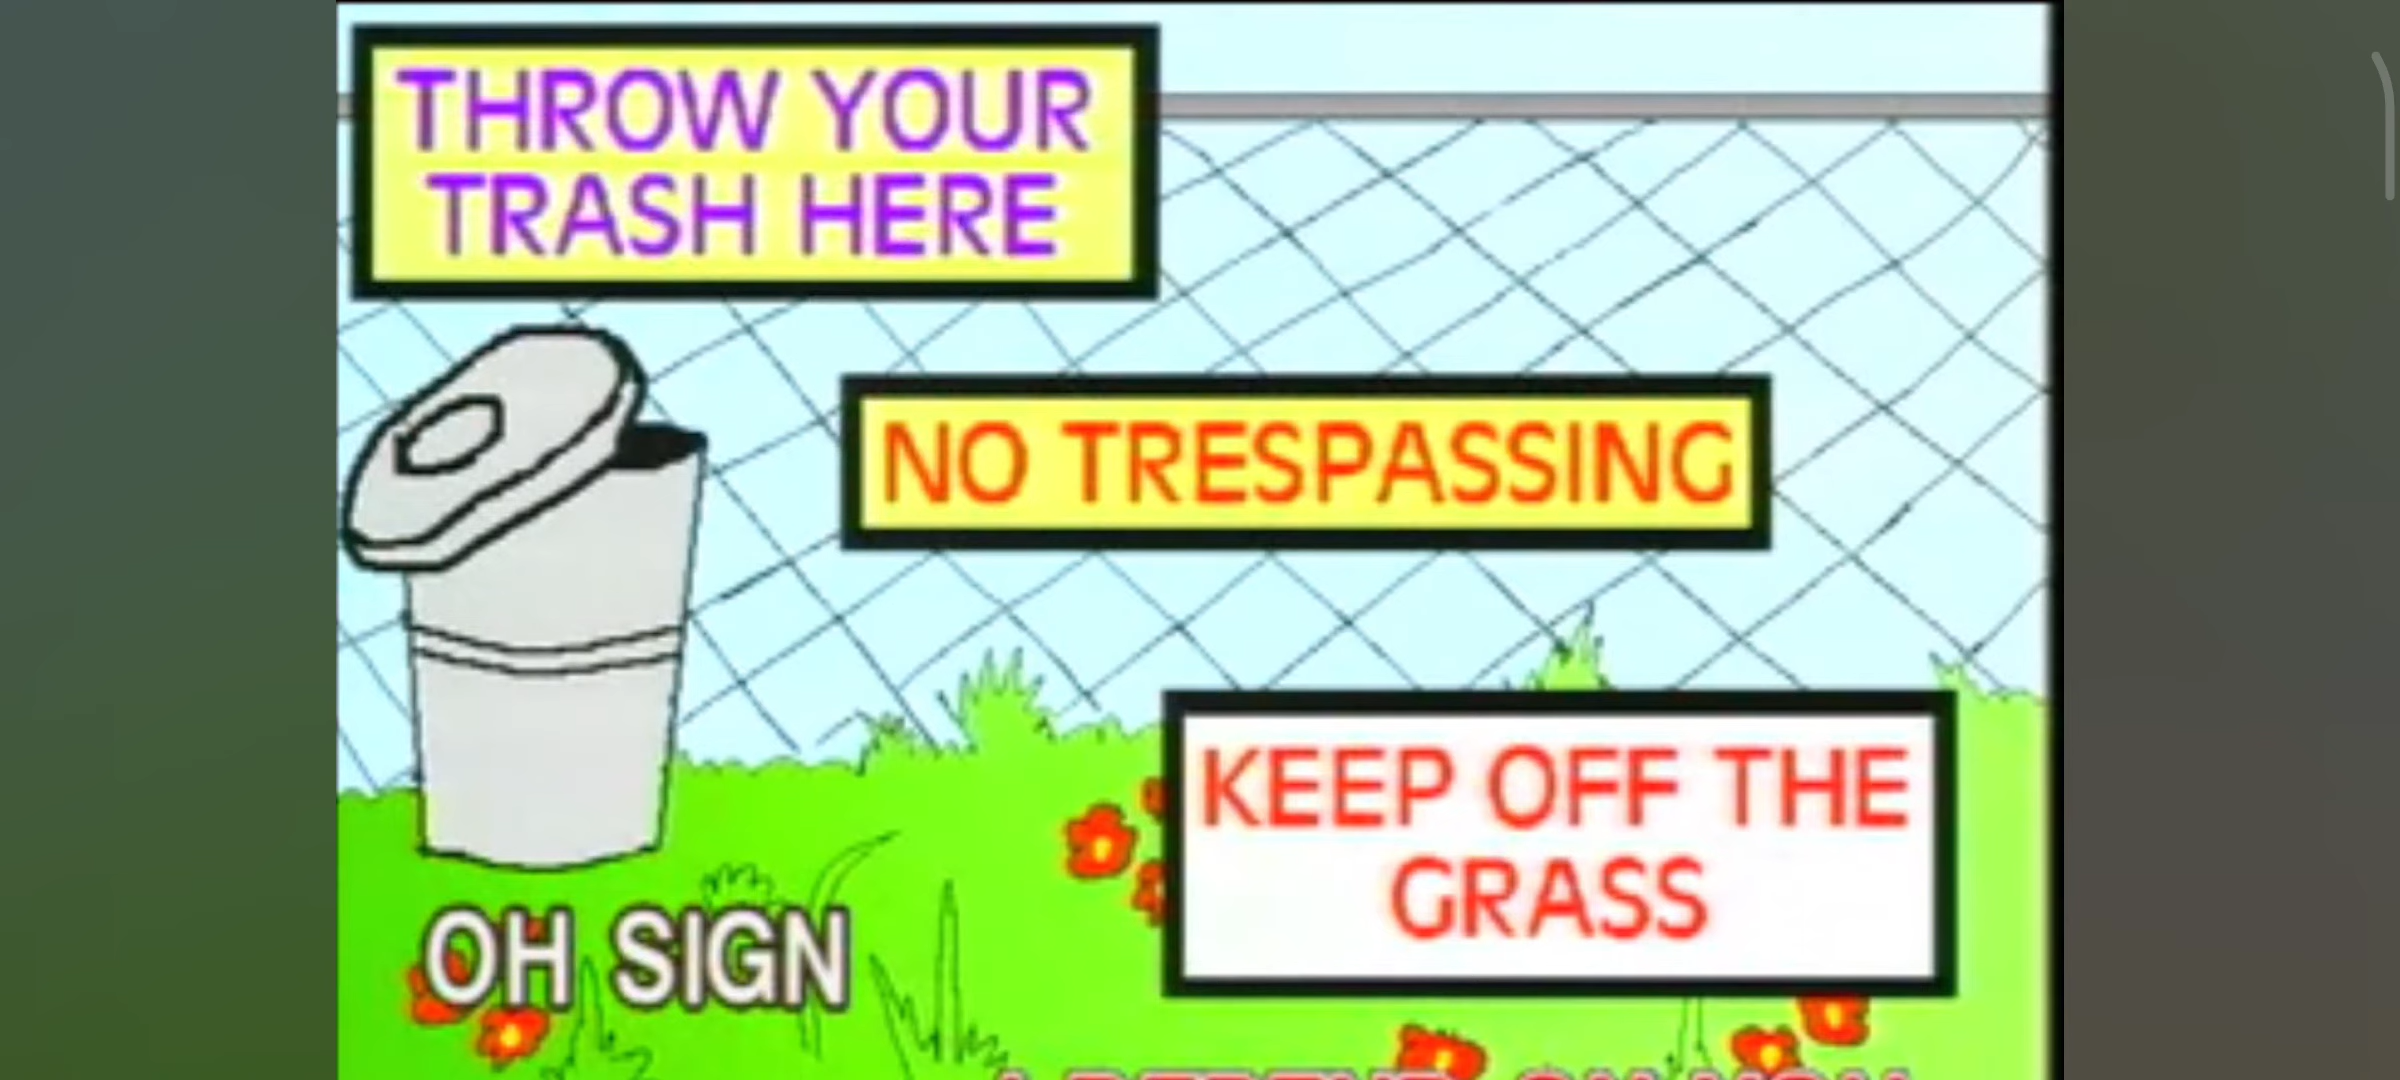 THROW YOUR
TRASH HERE
NO TRESPASSING
KEEP OFF THE
GRASS
OH SIGN